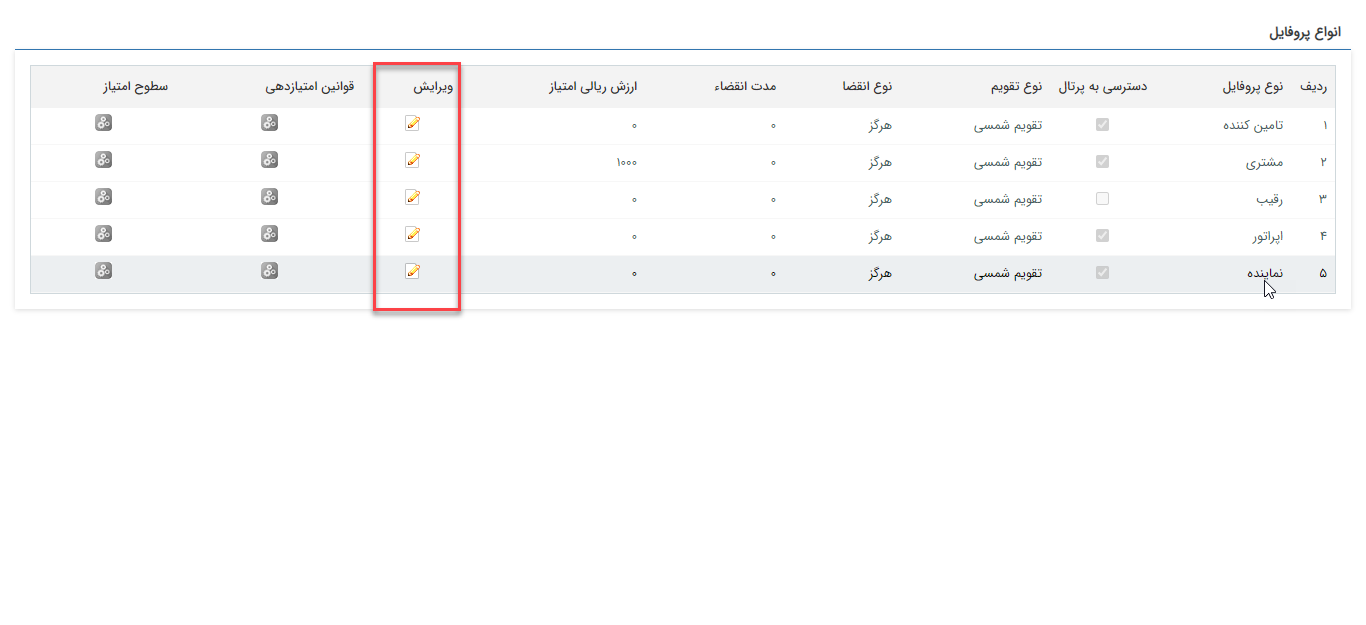 انواع پروفایل
ردیف نوع پروفایل دسترسی به پرتال نوع تقویم نوع انقضا مدت انقضاء ارزش ریالی امتیاز ویرایش قوانین امتیازدهی سطوح امتیاز
۱ تامین کننده تقویم شمسی هرگز ۰ ۰
۲ مشتری تقویم شمسی هرگز ۰ ۱۰۰۰
۳ رقیب تقویم شمسی هرگز ۰ ۰
۴ اپراتور تقویم شمسی هرگز ۰ ۰
۵ نماینده تقویم شمسی هرگز ۰ ۰